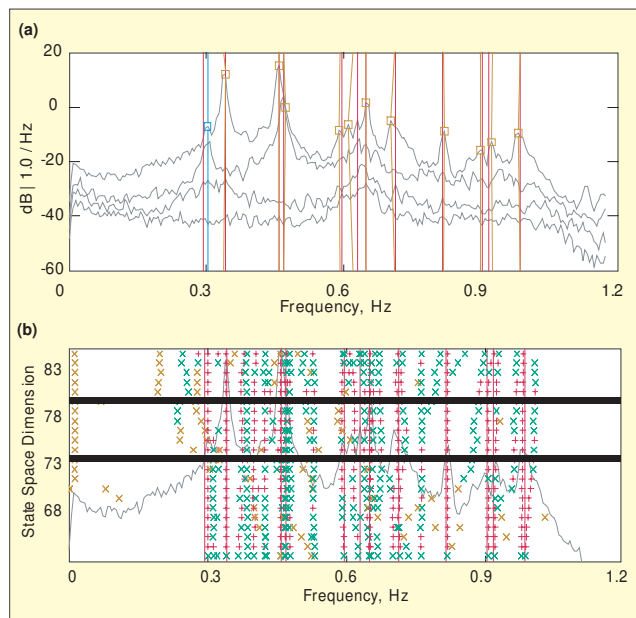 (a)
20
0
-20
-40
-60
dB | 1.0 / Hz
0 0.3 0.6 0.9 1.2
Frequency, Hz
(b)
83
78
73
68
State Space Dimension
0 0.3 0.6 0.9 1.2
Frequency, Hz